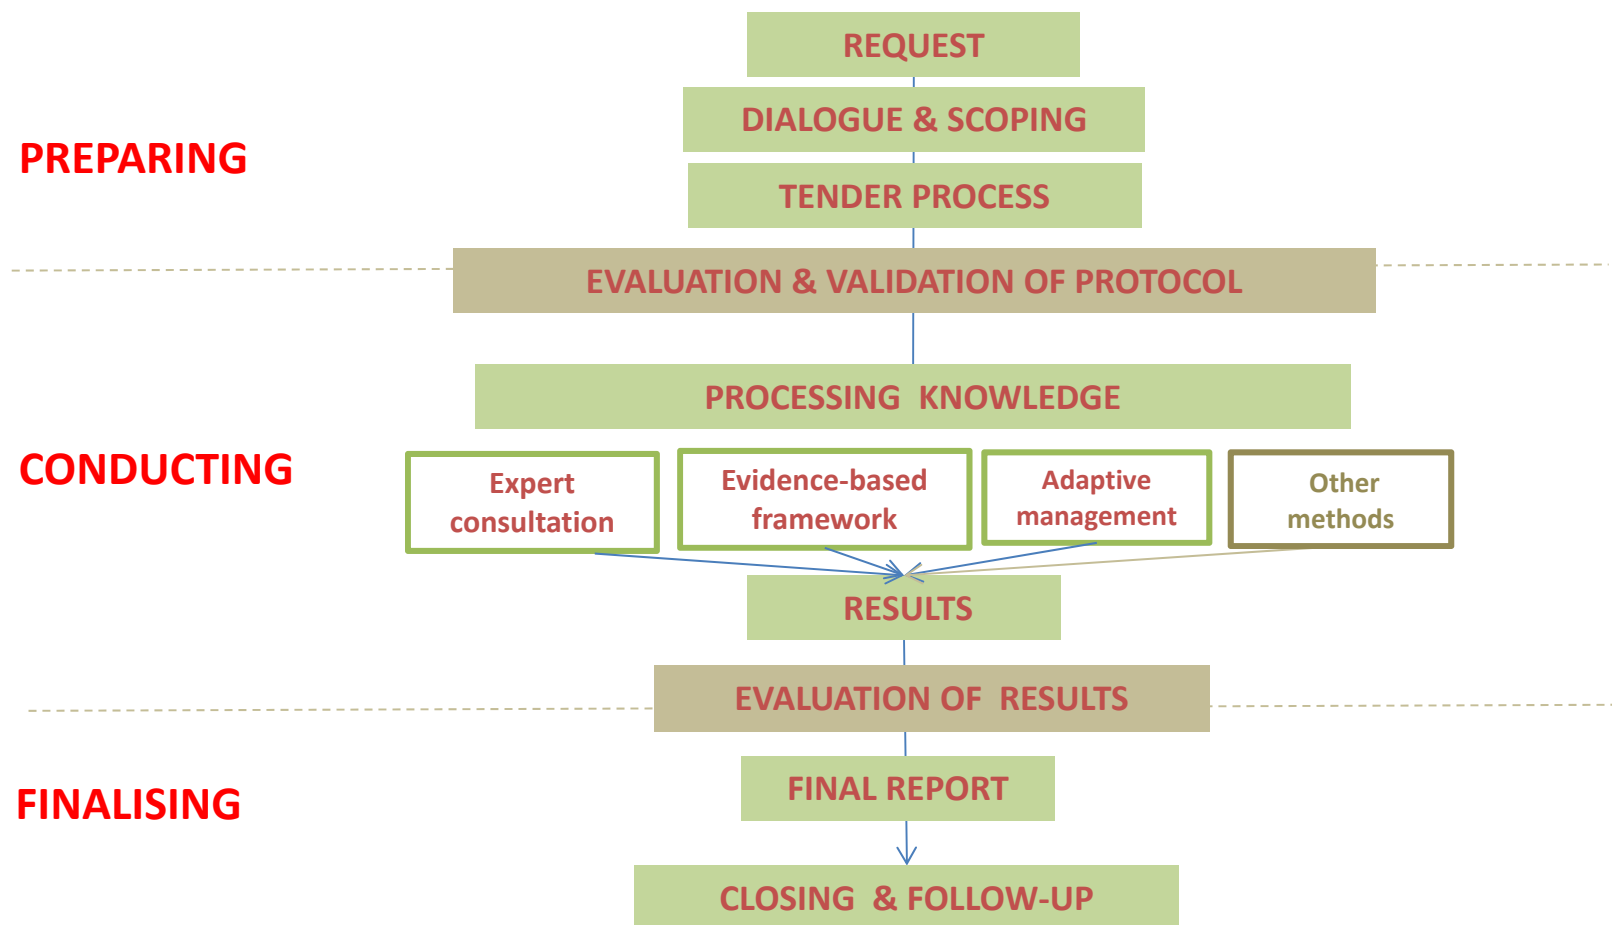 REQUEST
DIALOGUE & SCOPING
PREPARING
TENDER PROCESS
EVALUATION & VALIDATION OF PROTOCOL
PROCESSING KNOWLEDGE
CONDUCTING
Expert
consultation
Evidence-based
framework
Adaptive
management
Other
methods
RESULTS
EVALUATION OF RESULTS
FINAL REPORT
FINALISING
CLOSING & FOLLOW-UP